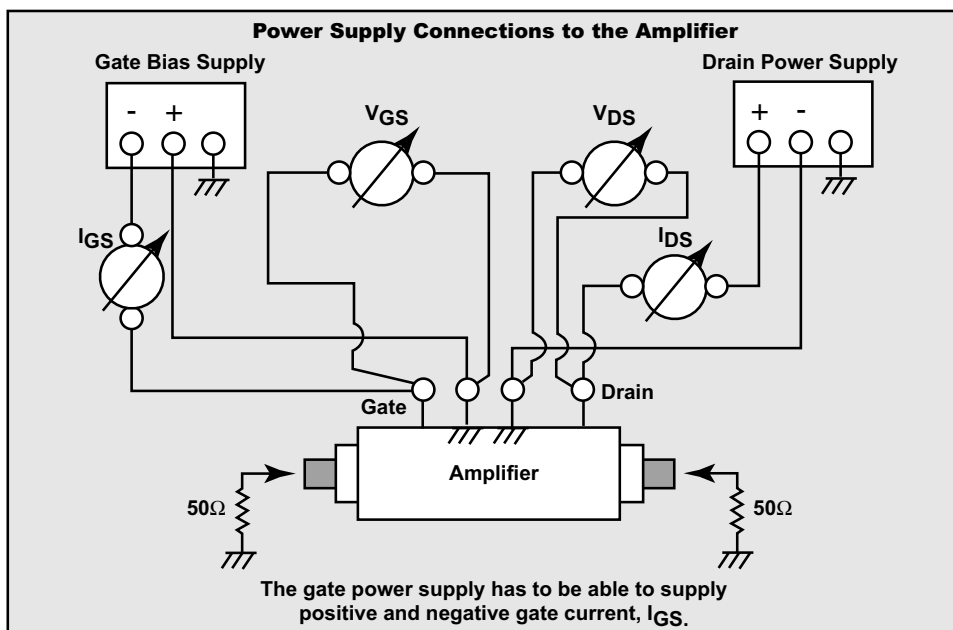 Power Supply Connections to the Amplifier
Gate Bias Supply
Drain Power Supply
- +
+ -
VGS
VDS
IGS
IDS
Gate
Drain
Amplifier
50Ω
50Ω
The gate power supply has to be able to supply
positive and negative gate current, IGS.